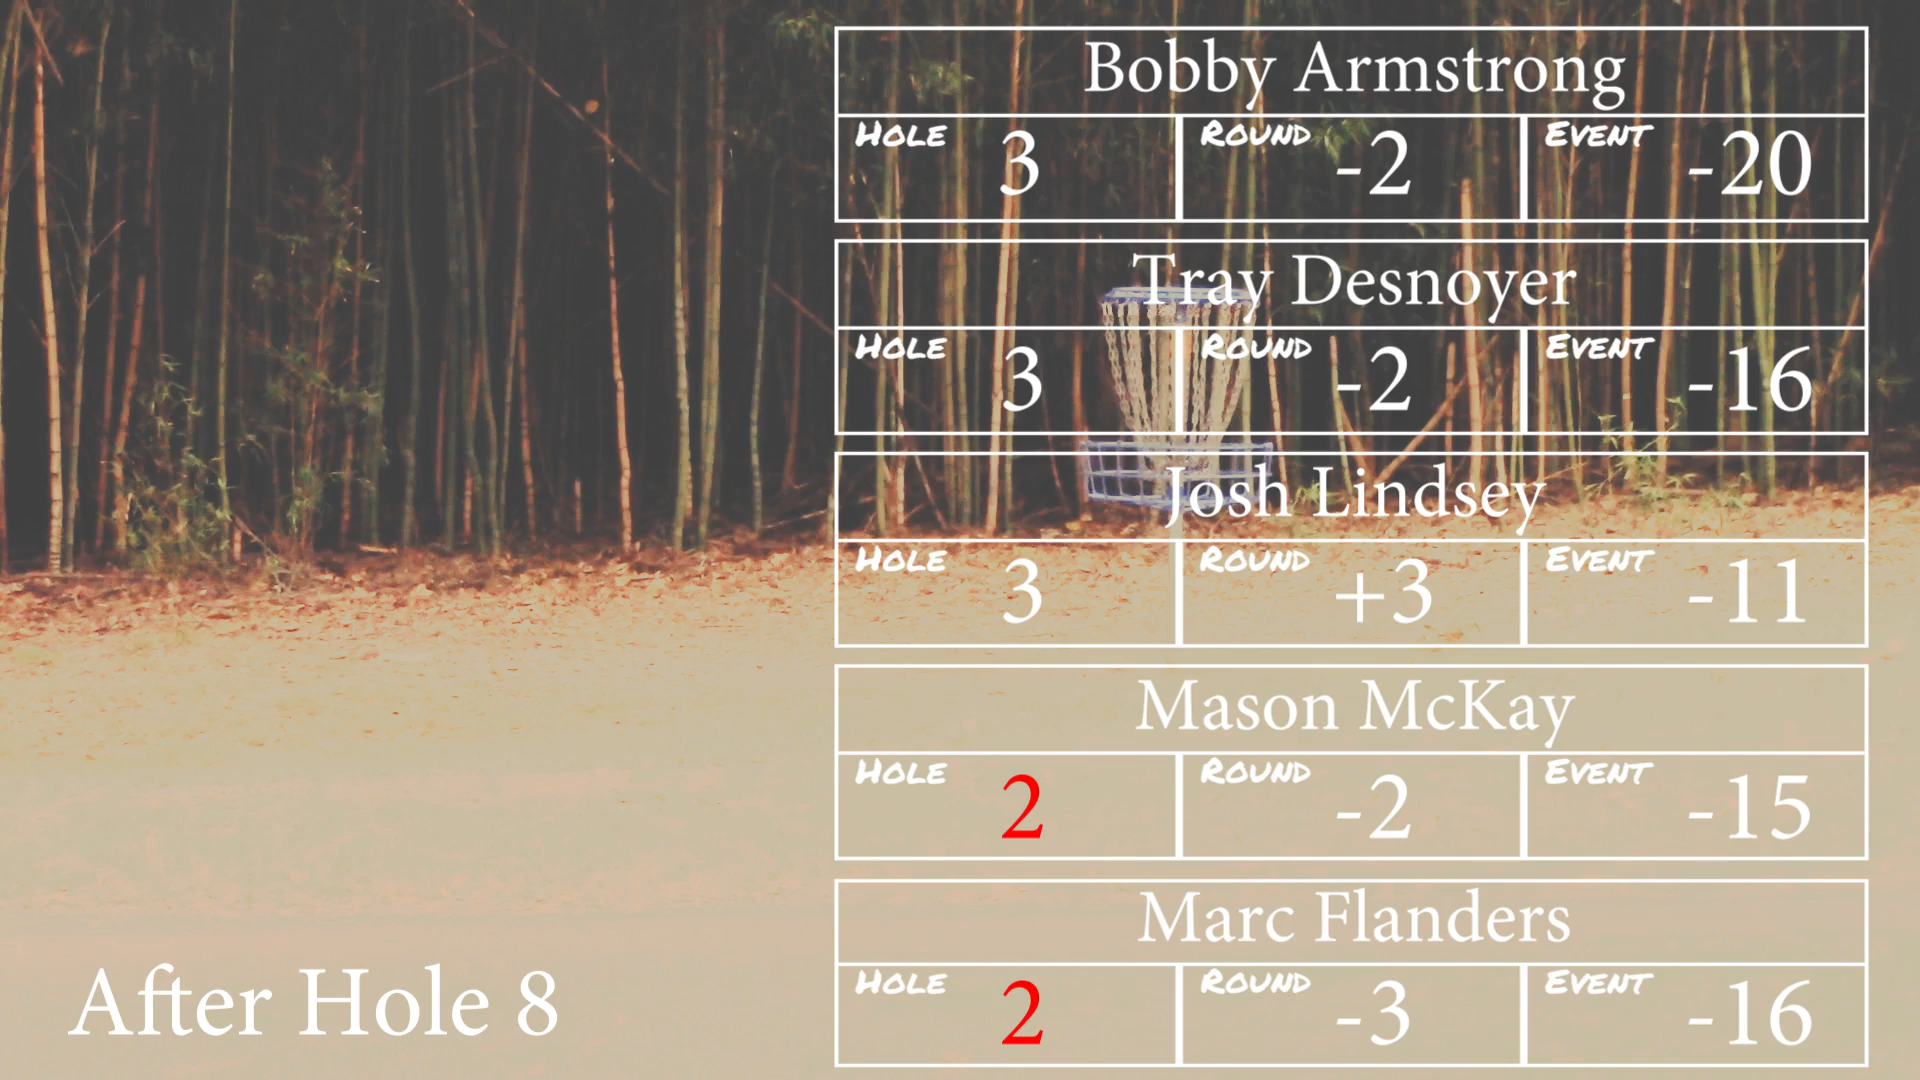 Bobby Armstrong
HOLE 3 ROUND -2 EVENT -20
Tray Desnoyer
HOLE 3 ROUND -2 EVENT -16
Josh Lindsey
HOLE 3 ROUND +3 EVENT -11
Mason McKay
HOLE 2 ROUND -2 EVENT -15
Marc Flanders
HOLE 2 ROUND -3 EVENT -16
After Hole 8